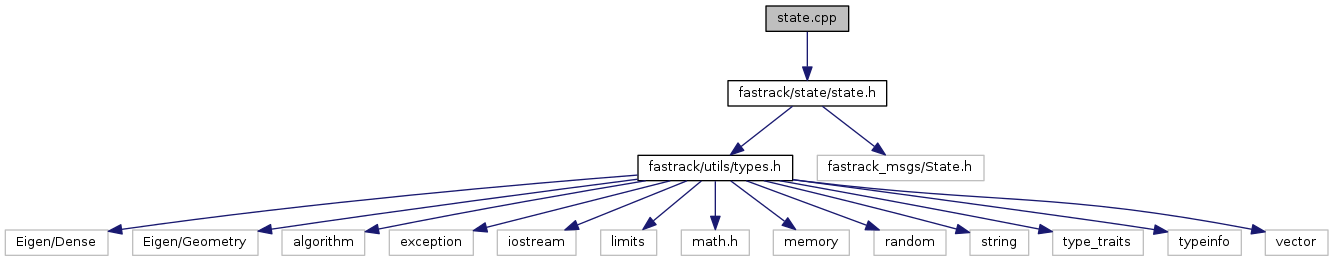 state.cpp
fastrack/state/state.h
fastrack/utils/types.h
fastrack_msgs/State.h
Eigen/Dense
Eigen/Geometry
algorithm
exception
iostream
limits
math.h
memory
random
string
type_traits
typeinfo
vector